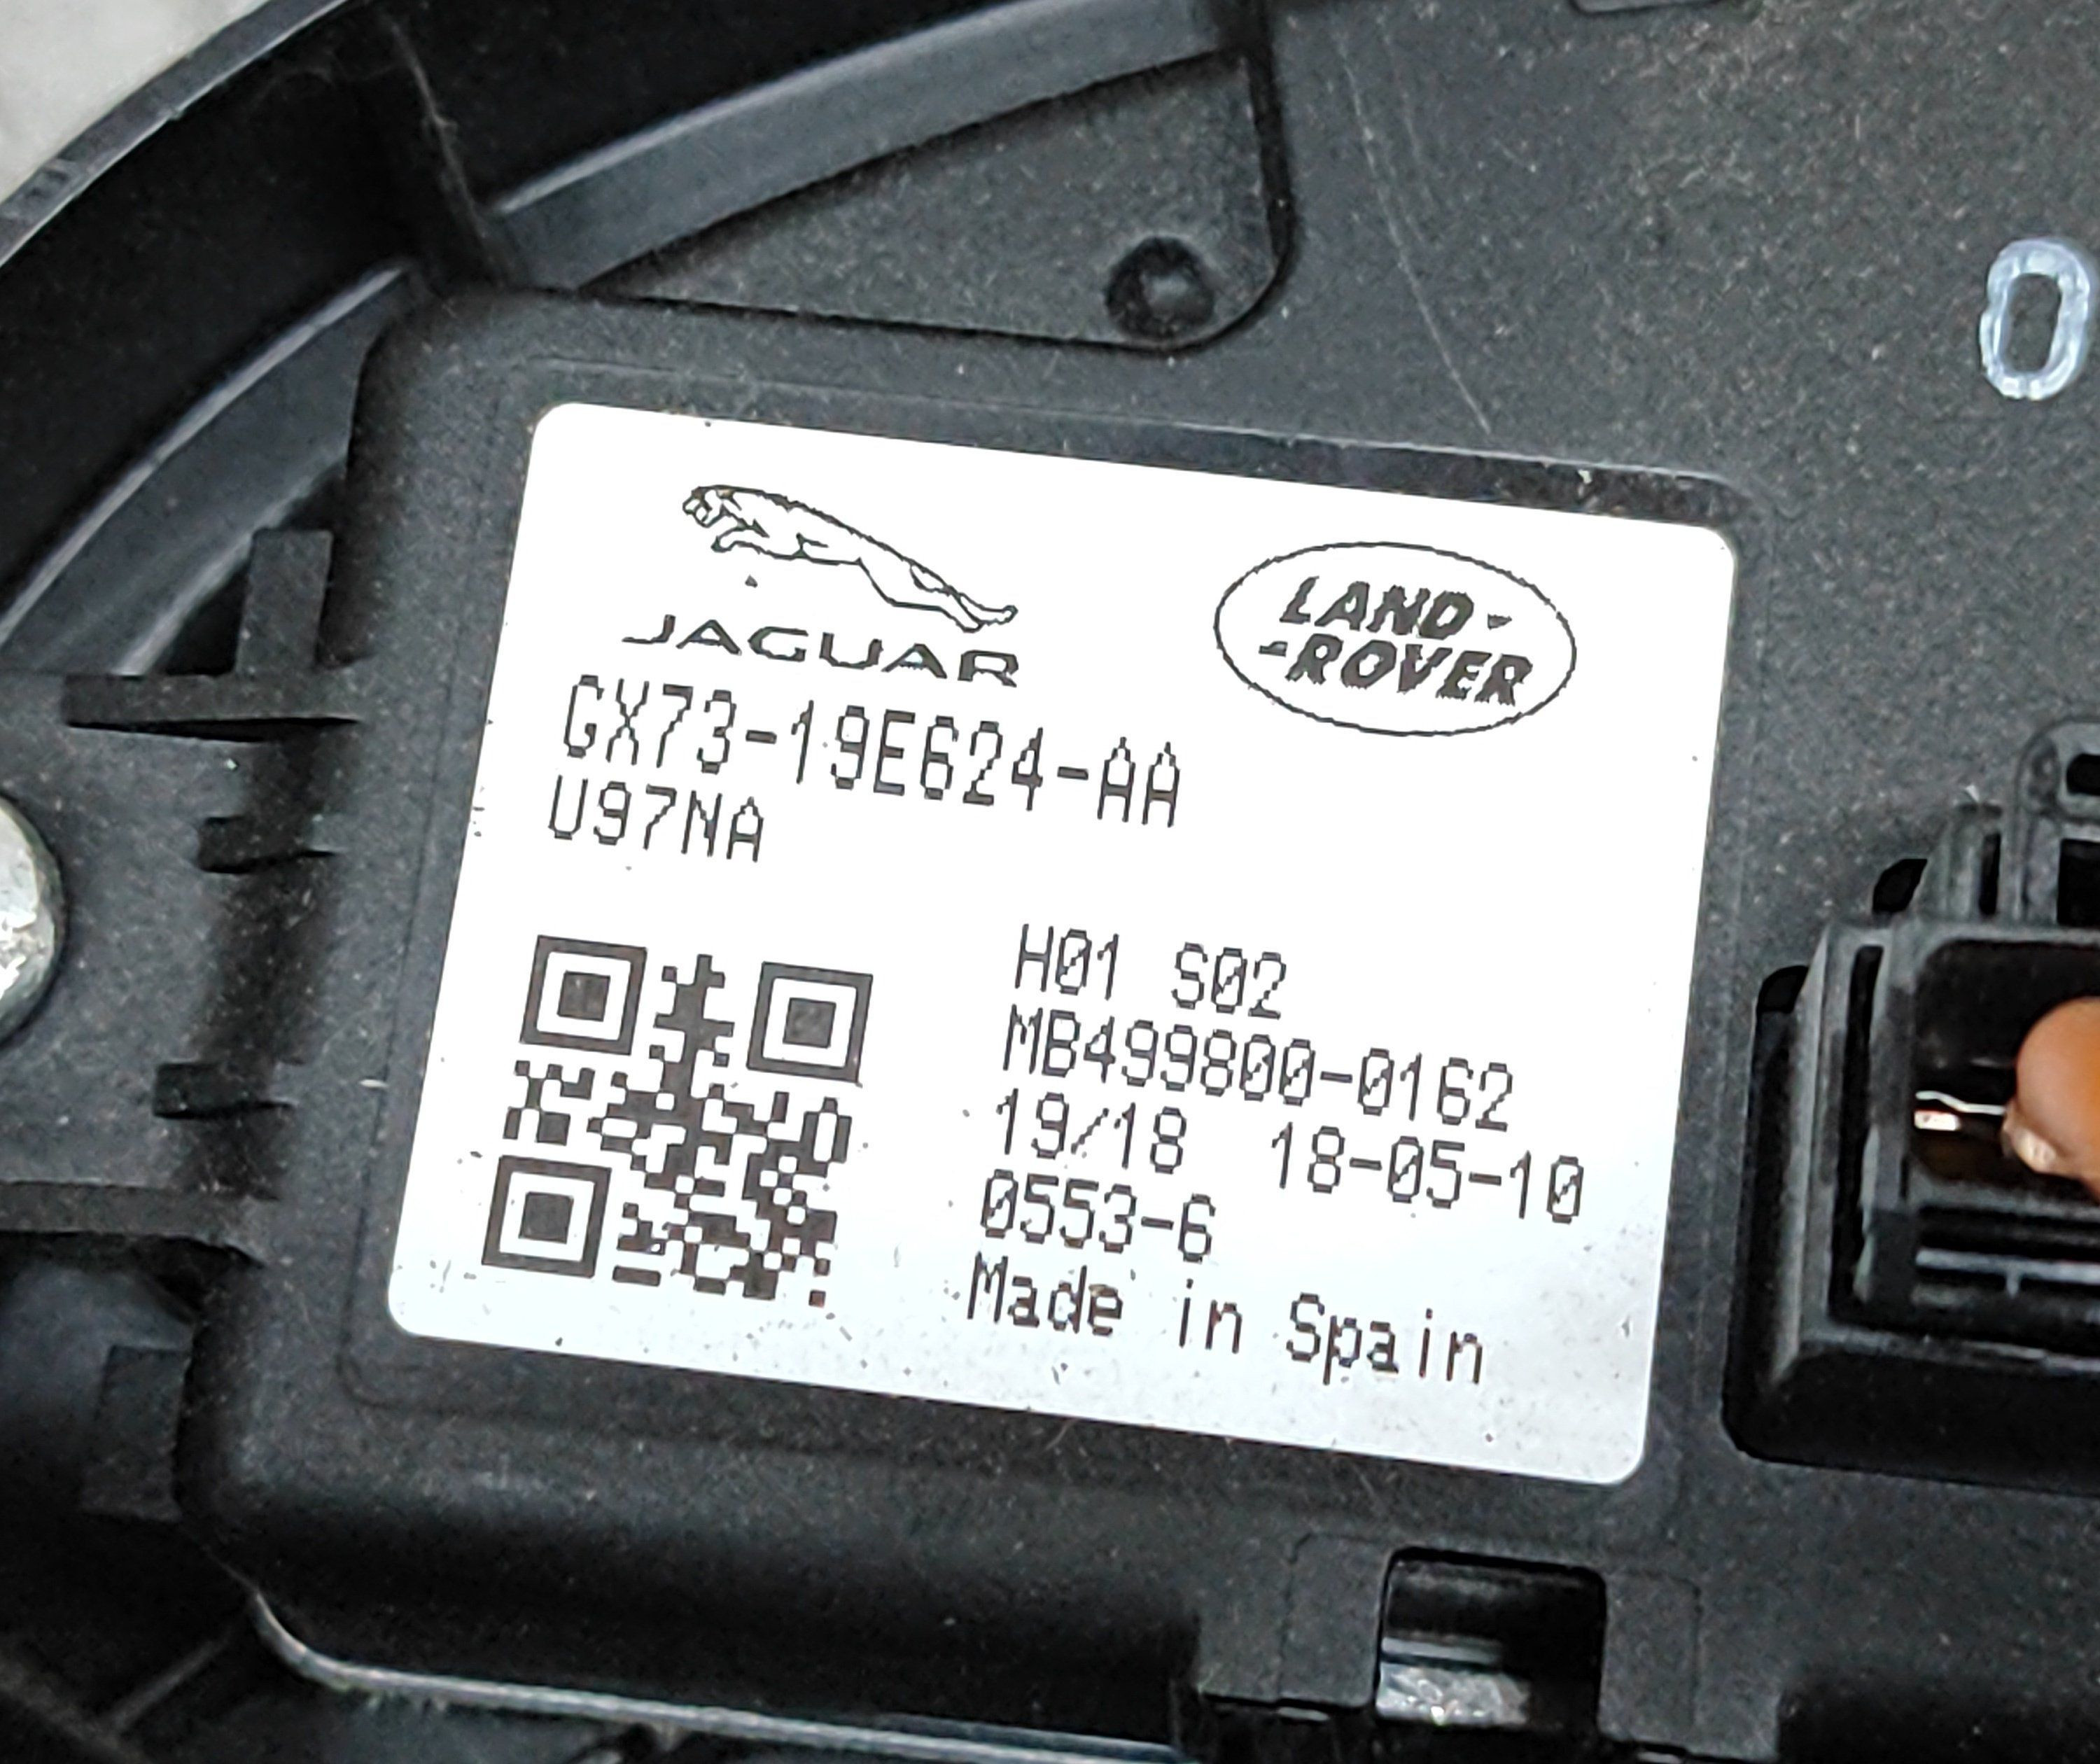 JAGUAR
LAND-
-ROVER
GX73-19E624-AA
U97NA
H01 S02
MB499800-0162
19/18 18-05-10
0553-6
Made in Spain
0